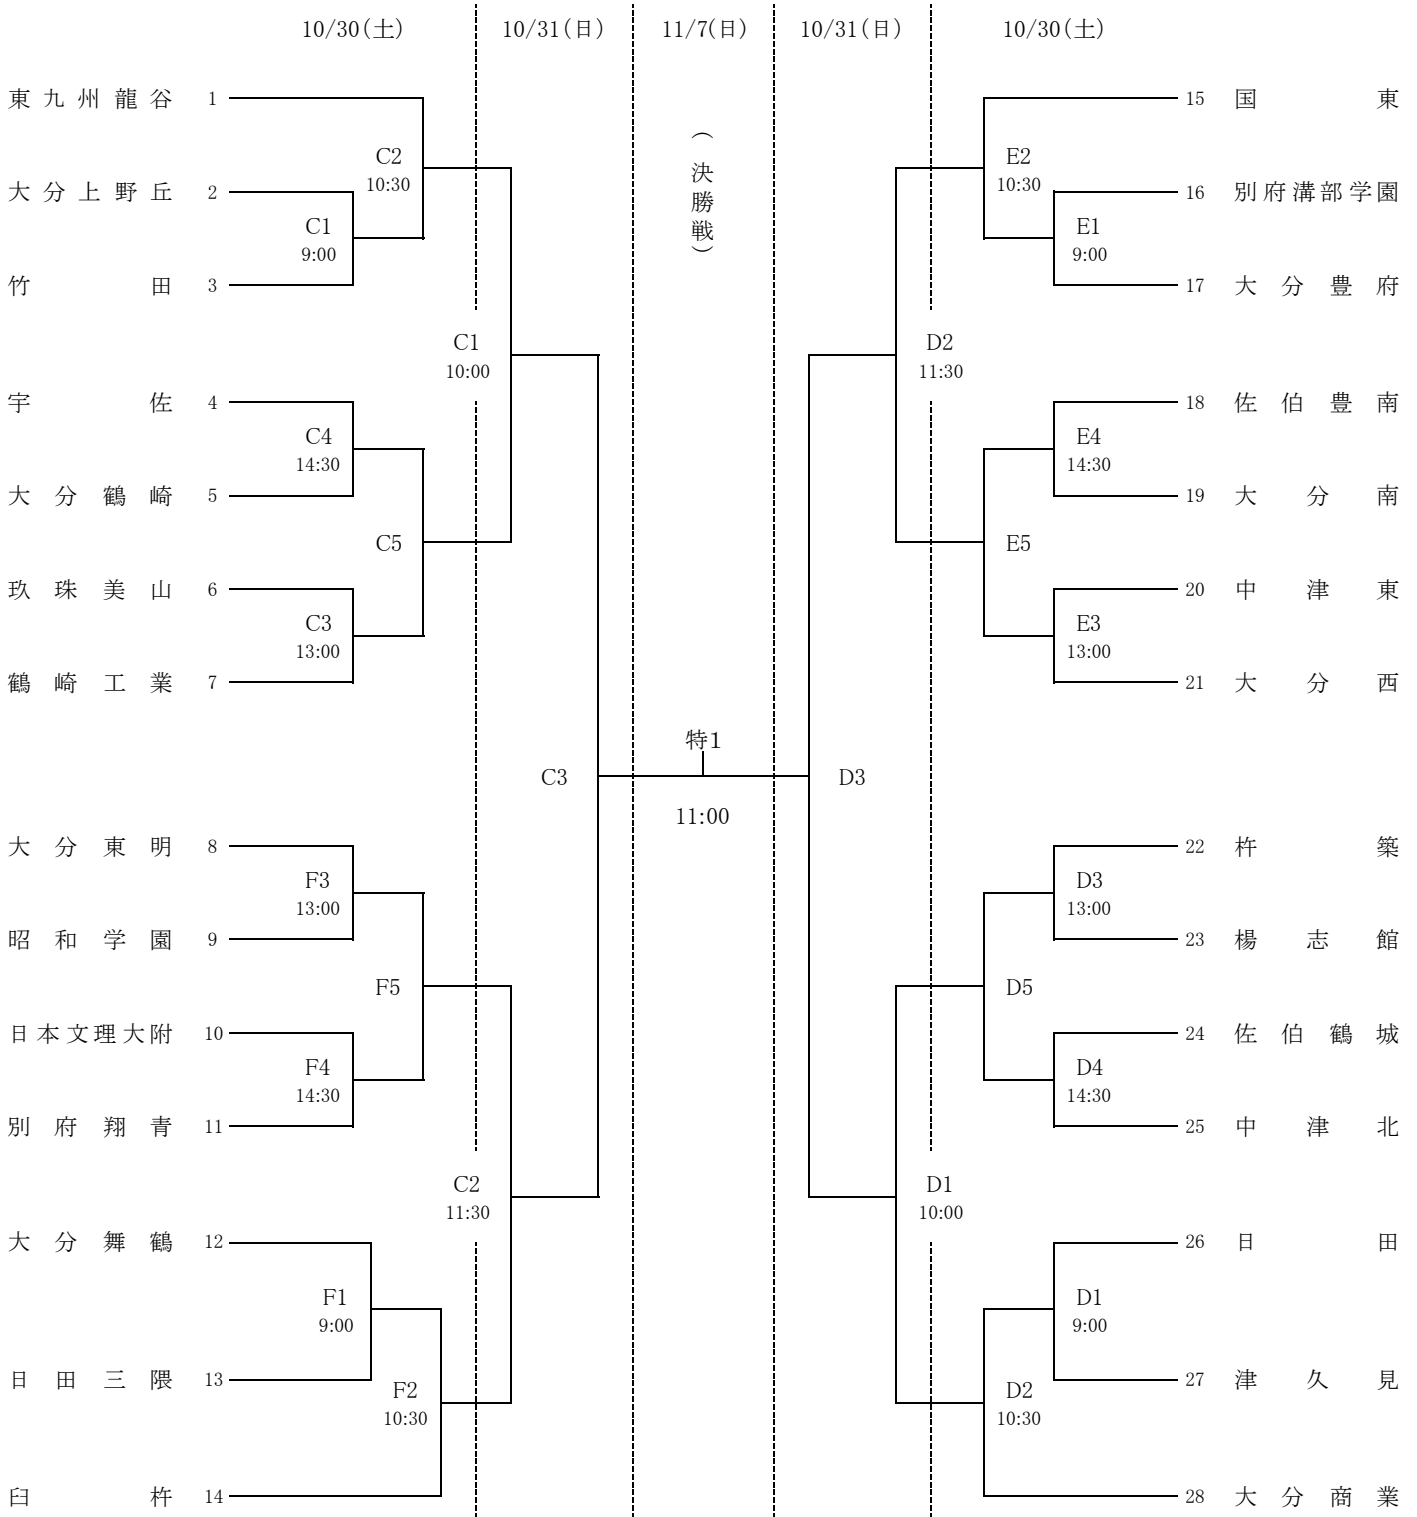 10/30(土) 10/31(日) 11/7(日) 10/31(日) 10/30(土)
(決勝戦)
東九州龍谷 1
C2
10:30
大分上野丘 2
C1
9:00
竹田 3
C1
10:00
宇佐 4
C4
14:30
大分鶴崎 5
C5
玖珠美山 6
C3
13:00
鶴崎工業 7
C3
大分東明 8
F3
13:00
昭和学園 9
F5
日本文理大附 10
F4
14:30
別府翔青 11
C2
11:30
大分舞鶴 12
F1
9:00
日田三隈 13
F2
10:30
臼杵 14
特1
11:00
15 国東
E2
10:30
16 別府溝部学園
E1
9:00
17 大分豊府
D2
11:30
18 佐伯豊南
E4
14:30
19 大分南
E5
20 中津東
E3
13:00
21 大分西
D3
22 杵築
D3
13:00
23 楊志館
D5
24 佐伯鶴城
D4
14:30
25 中津北
D1
10:00
26 日田
D1
9:00
27 津久見
D2
10:30
28 大分商業